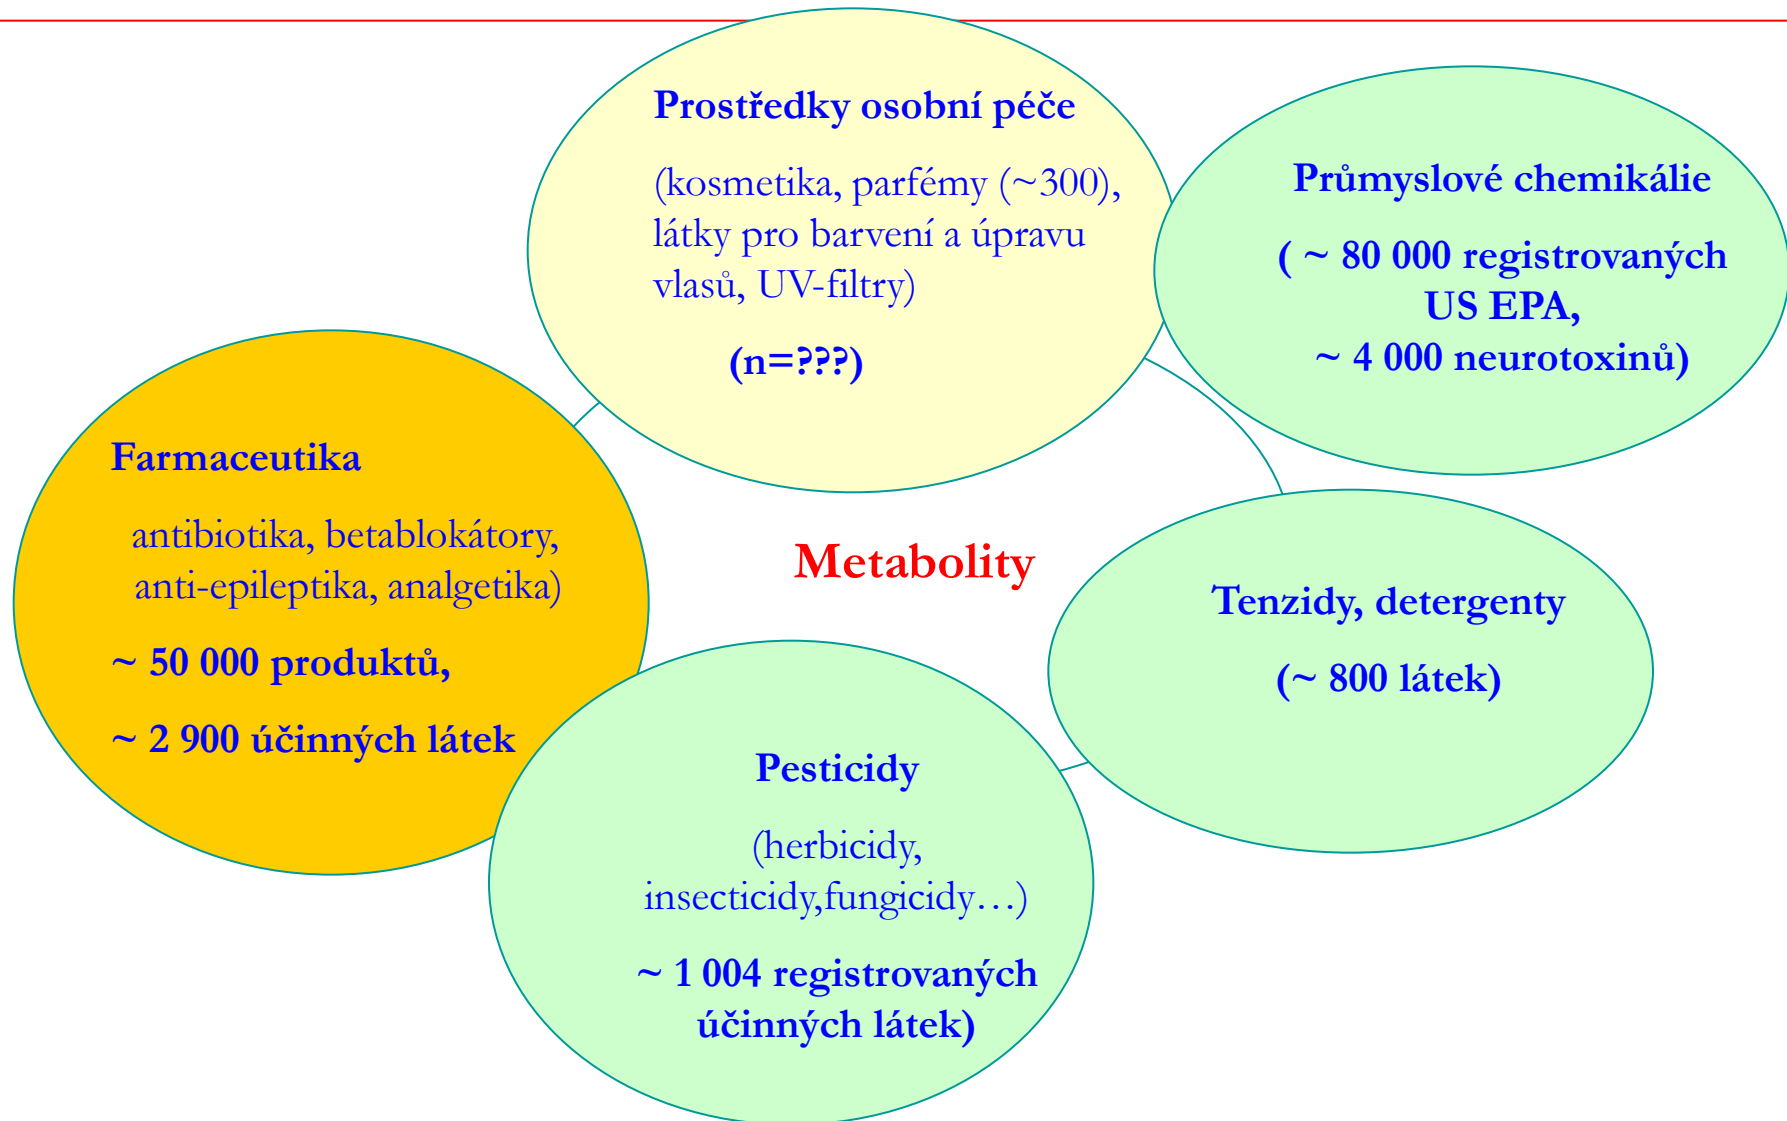 Prostředky osobní péče
(kosmetika, parfémy (~300),
látky pro barvení a úpravu
vlasů, UV-filtry)
(n=???)
Průmyslové chemikálie
( ~ 80 000 registrovaných
US EPA,
~ 4 000 neurotoxinů)
Farmaceutika
antibiotika, betablokátory,
anti-epileptika, analgetika)
~ 50 000 produktů,
~ 2 900 účinných látek
Metabolity
Tenzidy, detergenty
(~ 800 látek)
Pesticidy
(herbicidy,
insecticidy,fungicidy…)
~ 1 004 registrovaných
účinných látek)